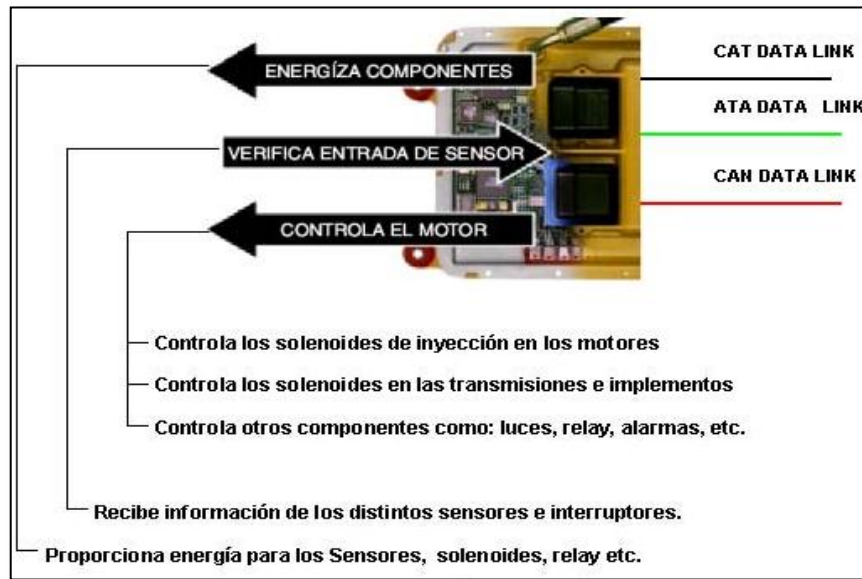 ENERGÍZA COMPONENTES
CAT DATA LINK
ATA DATA LINK
VERIFICA ENTRADA DE SENSOR
CAN DATA LINK
CONTROLA EL MOTOR
Controla los solenoides de inyección en los motores
Controla los solenoides en las transmisiones e implementos
Controla otros componentes como: luces, relay, alarmas, etc.
Recibe información de los distintos sensores e interruptores.
Proporciona energía para los Sensores, solenoides, relay etc.